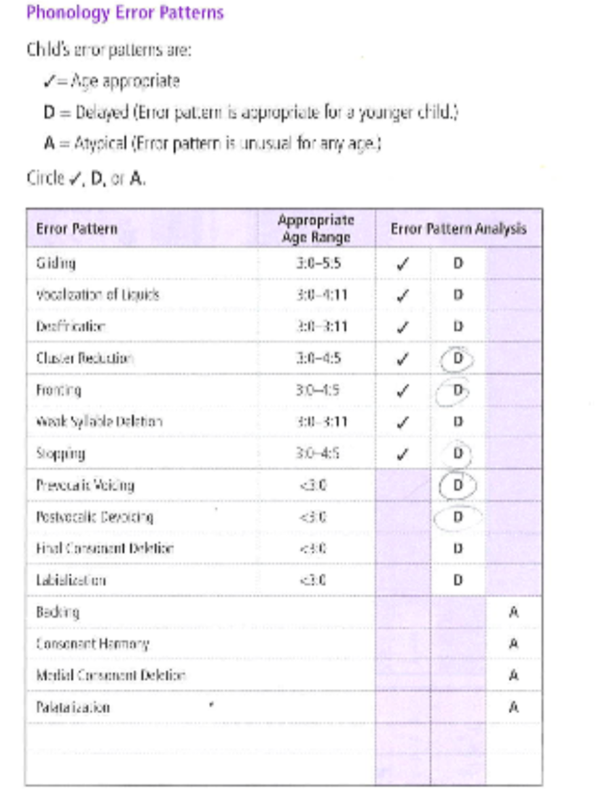 Phonology Error Patterns
Child's error patterns are:
✓= Age appropriate
D = Delayed (Error pattern is appropriate for a younger child.)
A = Atypical (Error pattern is unusual for any age.)
Circle ✓, D, or A.
Error Pattern Appropriate Age Range Error Pattern Analysis
Gliding 3:0–5:5 ✓ D
Vocalization of Liquids 3:0–4:11 ✓ D
Deaffrication 3:0–3:11 ✓ D
Cluster Reduction 3:0–4:5 ✓ D
Fronting 3:0–4:5 ✓ D
Weak Syllable Deletion 3:0–3:11 ✓ D
Stopping 3:0–4:5 ✓ D
Prevocalic Voicing <3:0 D
Postvocalic Devoicing <3:0 D
Final Consonant Deletion <3:0 D
Labialization <3:0 D
Backing A
Consonant Harmony A
Medial Consonant Deletion A
Palatalization A